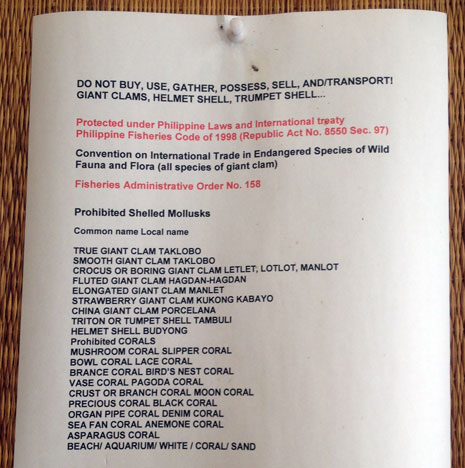 DO NOT BUY, USE, GATHER, POSSESS, SELL, AND/TRANSPORT!
GIANT CLAMS, HELMET SHELL, TRUMPET SHELL...
Protected under Philippine Laws and International treaty
Philippine Fisheries Code of 1998 (Republic Act No. 8550 Sec. 97)
Convention on International Trade in Endangered Species of Wild
Fauna and Flora (all species of giant clam)
Fisheries Administrative Order No. 158
Prohibited Shelled Mollusks
Common name Local name
TRUE GIANT CLAM TAKLOBO
SMOOTH GIANT CLAM TAKLOBO
CROCUS OR BORING GIANT CLAM LETLET, LOTLOT, MANLOT
FLUTED GIANT CLAM HAGDAN-HAGDAN
ELONGATED GIANT CLAM MANLET
STRAWBERRY GIANT CLAM KUKONG KABAYO
CHINA GIANT CLAM PORCELANA
TRITON OR TUMPET SHELL TAMBULI
HELMET SHELL BUDYONG
Prohibited CORALS
MUSHROOM CORAL SLIPPER CORAL
BOWL CORAL LACE CORAL
BRANCE CORAL BIRD'S NEST CORAL
VASE CORAL PAGODA CORAL
CRUST OR BRANCH CORAL MOON CORAL
PRECIOUS CORAL BLACK CORAL
ORGAN PIPE CORAL DENIM CORAL
SEA FAN CORAL ANEMONE CORAL
ASPARAGUS CORAL
BEACH/ AQUARIUM/ WHITE / CORAL/ SAND